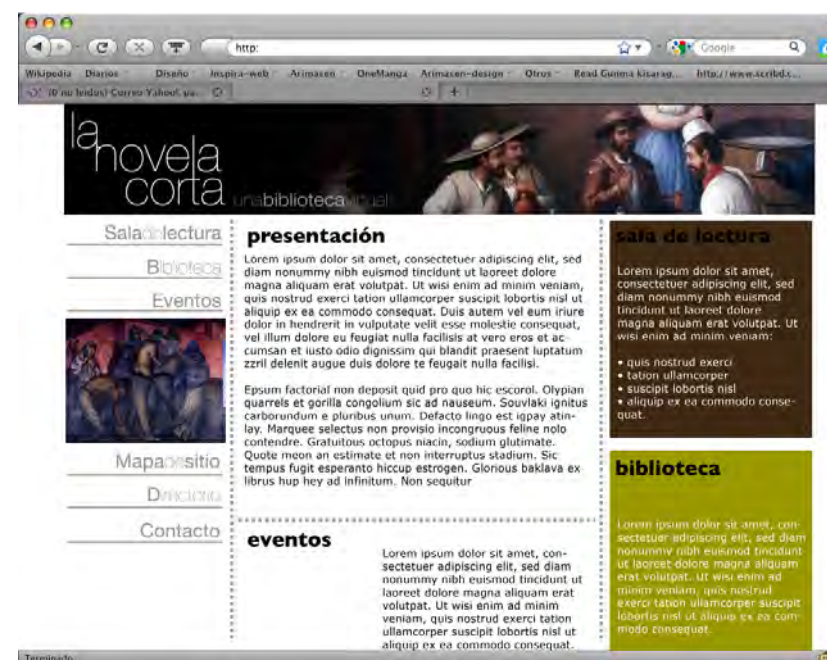 http:
Google
Wikipedia Diarios Diseño Inspira-web Arimasen OneManga Arimasen-design Otros Read Gunma Kisarag... http://www.scribd.c...
(0 no leídos) Correo Yahoo!, pa...
la
novela
corta
unabibliotecavirtual
Saladelectura
Biblioteca
Eventos
Mapadesitio
Directorio
Contacto
presentación
Lorem ipsum dolor sit amet, consectetuer adipiscing elit, sed
diam nonummy nibh euismod tincidunt ut laoreet dolore
magna aliquam erat volutpat. Ut wisi enim ad minim veniam,
quis nostrud exerci tation ullamcorper suscipit lobortis nisl ut
aliquip ex ea commodo consequat. Duis autem vel eum iriure
dolor in hendrerit in vulputate velit esse molestie consequat,
vel illum dolore eu feugiat nulla facilisis at vero eros et ac-
cumsan et iusto odio dignissim qui blandit praesent luptatum
zzril delenit augue duis dolore te feugait nulla facilisi.
Epsum factorial non deposit quid pro quo hic escorol. Olypian
quarrels et gorilla congolium sic ad nauseum. Souvlaki ignitus
carborundum e pluribus unum. Defacto lingo est igpay atin-
lay. Marquee selectus non provisio incongruous feline nolo
contendre. Gratuitous octopus niacin, sodium glutimate.
Quote meon an estimate et non interruptus stadium. Sic
tempus fugit esperanto hiccup estrogen. Glorious baklava ex
librus hup hey ad infinitum. Non sequitur
eventos
Lorem ipsum dolor sit amet, con-
sectetuer adipiscing elit, sed diam
nonummy nibh euismod tincidunt ut
laoreet dolore magna aliquam erat
volutpat. Ut wisi enim ad minim
veniam, quis nostrud exerci tation
ullamcorper suscipit lobortis nisl ut
aliquip ex ea commodo consequat.
sala de lectura
Lorem ipsum dolor sit amet,
consectetuer adipiscing elit, sed
diam nonummy nibh euismod
tincidunt ut laoreet dolore
magna aliquam erat volutpat. Ut
wisi enim ad minim veniam:
• quis nostrud exerci
• tation ullamcorper
• suscipit lobortis nisl
• aliquip ex ea commodo conse-
quat.
biblioteca
Lorem ipsum dolor sit amet, con-
sectetuer adipiscing elit, sed diam
nonummy nibh euismod tincidunt
ut laoreet dolore magna aliquam
erat volutpat. Ut wisi enim ad
minim veniam, quis nostrud
exerci tation ullamcorper suscipit
lobortis nisl ut aliquip ex ea com-
modo consequat.
Terminado